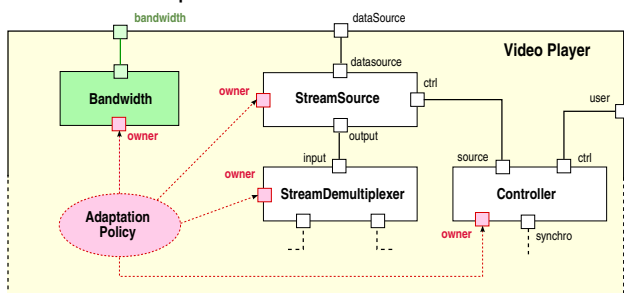 bandwidth
dataSource
Video Player
datasource
ctrl
owner
StreamSource
Bandwidth
user
owner
output
input
source
ctrl
owner
StreamDemultiplexer
Controller
Adaptation
Policy
owner
synchro